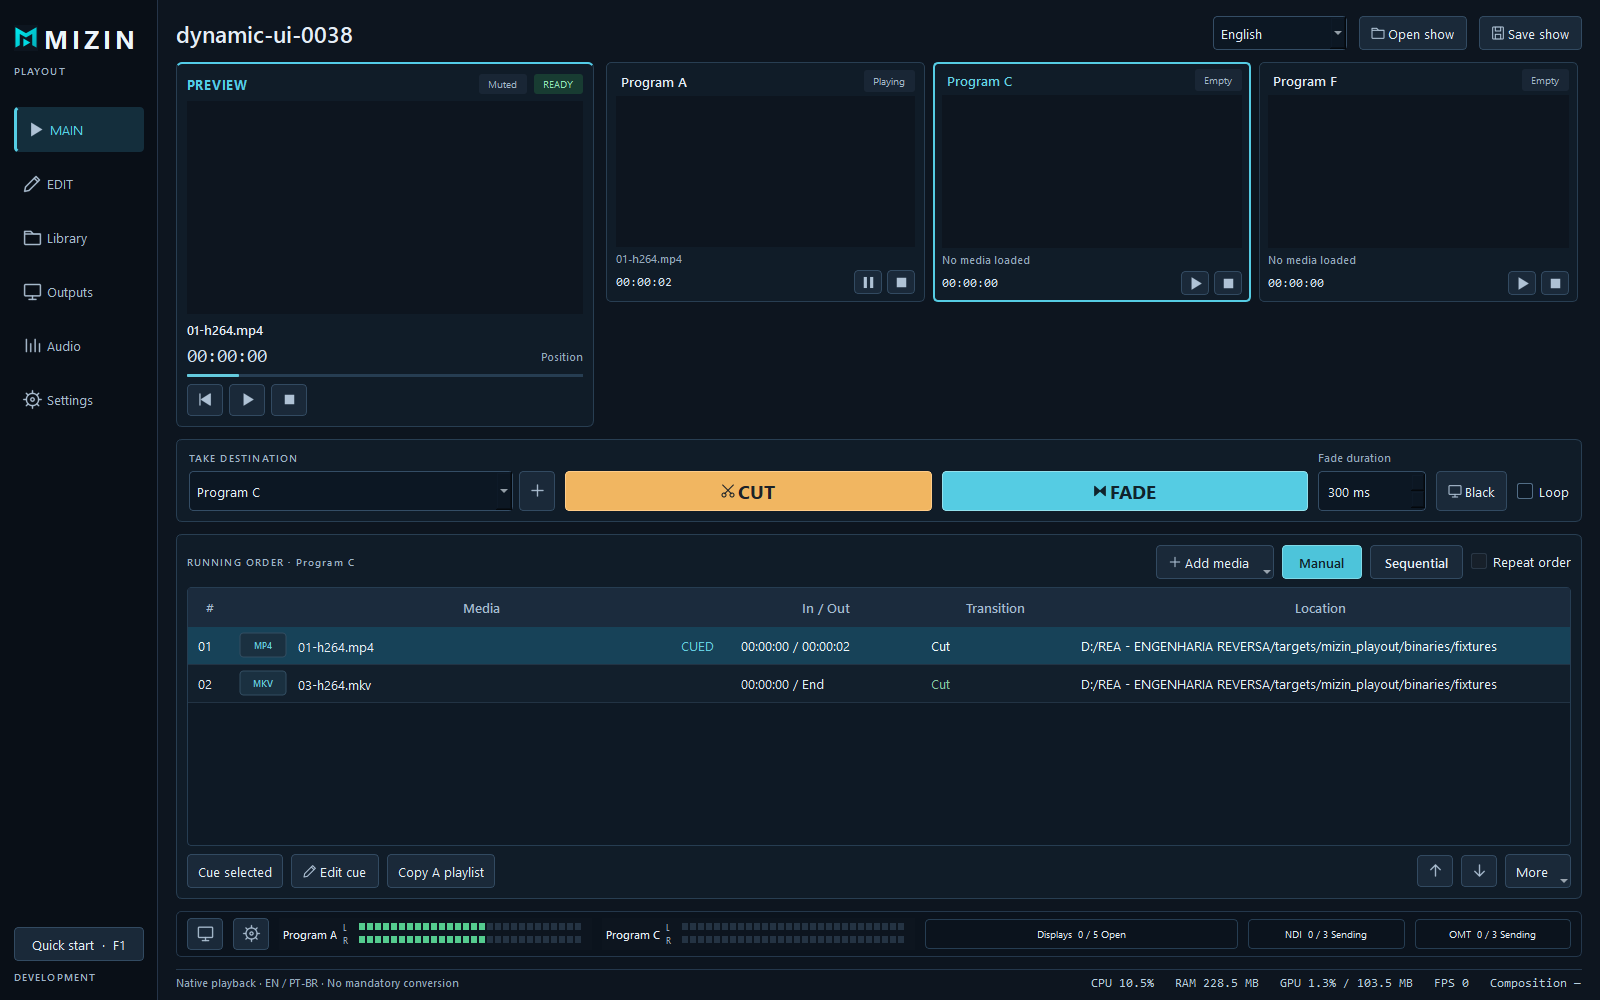 MIZIN
PLAYOUT
MAIN
EDIT
Library
Outputs
Audio
Settings
Quick start · F1
DEVELOPMENT
dynamic-ui-0038
English
Open show
Save show
PREVIEW
Muted
READY
01-h264.mp4
00:00:00
Position
Program A
Playing
01-h264.mp4
00:00:02
Program C
Empty
No media loaded
00:00:00
Program F
Empty
No media loaded
00:00:00
TAKE DESTINATION
Program C
CUT
FADE
Fade duration
300 ms
Black
Loop
RUNNING ORDER · Program C
Add media
Manual
Sequential
Repeat order
# Media In / Out Transition Location
01 MP4 01-h264.mp4 CUED 00:00:00 / 00:00:02 Cut D:/REA - ENGENHARIA REVERSA/targets/mizin_playout/binaries/fixtures
02 MKV 03-h264.mkv 00:00:00 / End Cut D:/REA - ENGENHARIA REVERSA/targets/mizin_playout/binaries/fixtures
Cue selected
Edit cue
Copy A playlist
More
Program A L R
Program C L R
Displays 0 / 5 Open
NDI 0 / 3 Sending
OMT 0 / 3 Sending
Native playback · EN / PT-BR · No mandatory conversion
CPU 10.5% RAM 228.5 MB GPU 1.3% / 103.5 MB FPS 0 Composition —